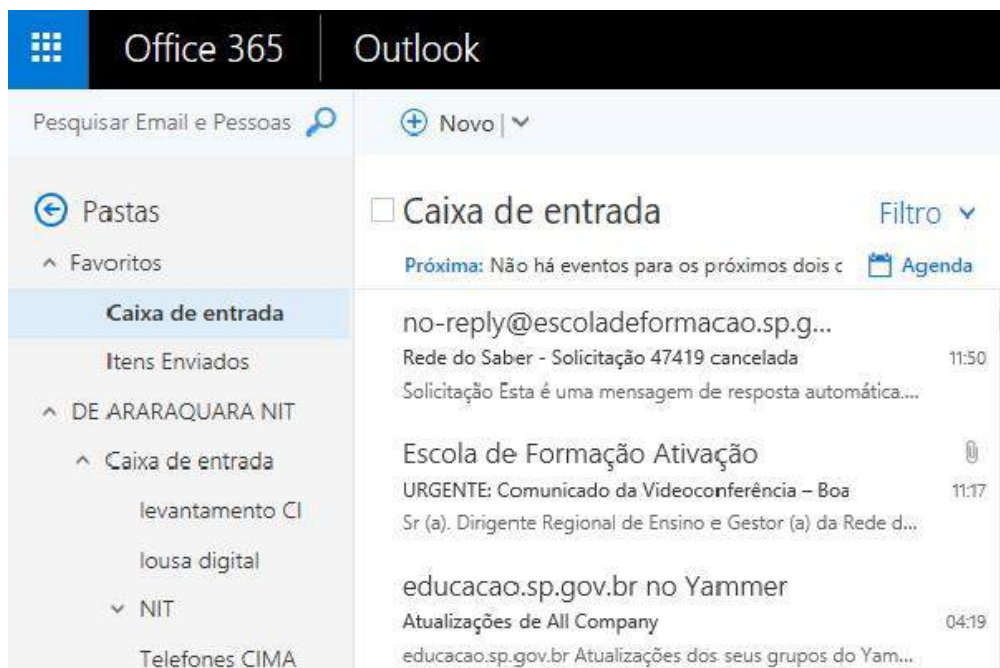 Office 365 Outlook
Pesquisar Email e Pessoas
Novo
Pastas
Favoritos
Caixa de entrada
Itens Enviados
DE ARARAQUARA NIT
Caixa de entrada
levantamento CI
lousa digital
NIT
Telefones CIMA
Caixa de entrada
Filtro
Próxima: Não há eventos para os próximos dois
Agenda
no-reply@escoladeformacao.sp.g...
Rede do Saber - Solicitação 47419 cancelada 11:50
Solicitação Esta é uma mensagem de resposta automática....
Escola de Formação Ativação
URGENTE: Comunicado da Videoconferência – Boa 11:17
Sr (a). Dirigente Regional de Ensino e Gestor (a) da Rede d...
educacao.sp.gov.br no Yammer
Atualizações de All Company 04:19
educacao.sp.gov.br Atualizações dos seus grupos do Yam...